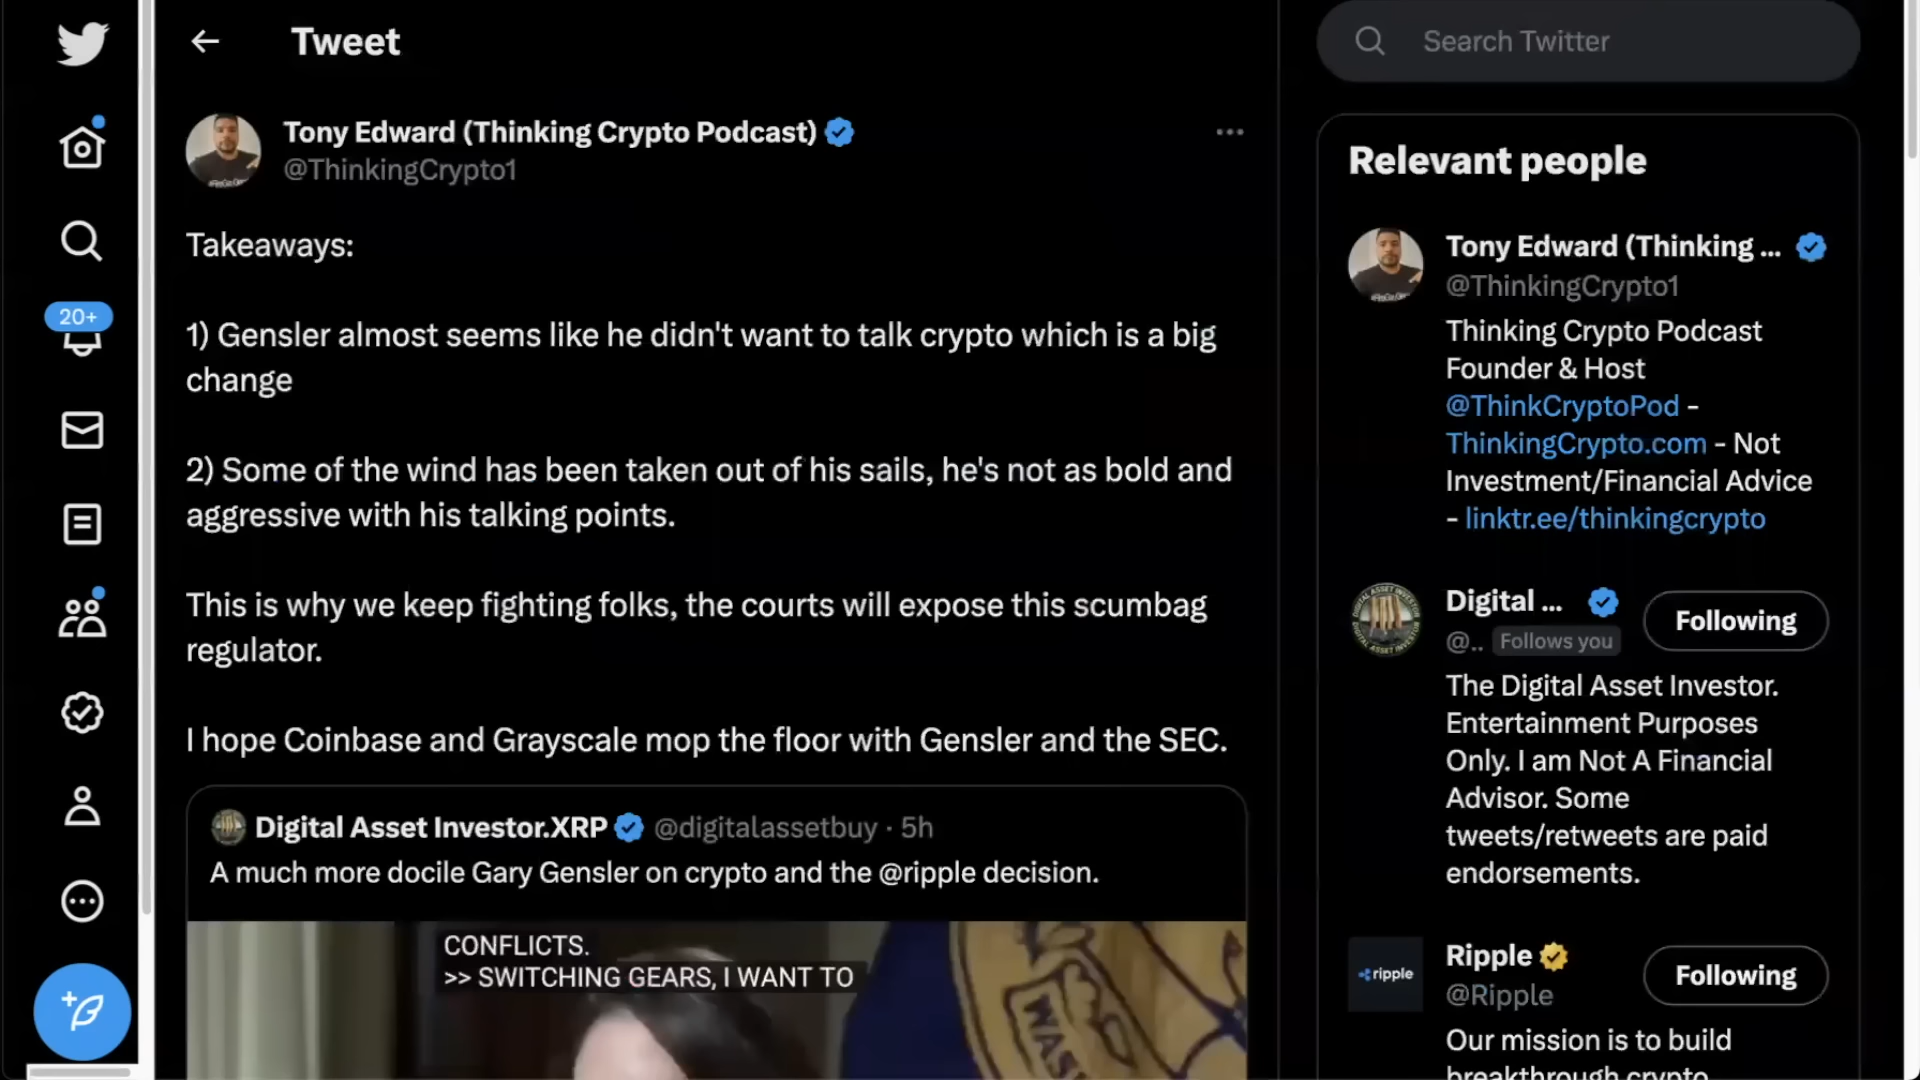 Tweet
Search Twitter
20+
Tony Edward (Thinking Crypto Podcast)
@ThinkingCrypto1
Takeaways:
1) Gensler almost seems like he didn't want to talk crypto which is a big
change
2) Some of the wind has been taken out of his sails, he's not as bold and
aggressive with his talking points.
This is why we keep fighting folks, the courts will expose this scumbag
regulator.
I hope Coinbase and Grayscale mop the floor with Gensler and the SEC.
Digital Asset Investor.XRP @digitalassetbuy · 5h
A much more docile Gary Gensler on crypto and the @ripple decision.
CONFLICTS.
>> SWITCHING GEARS, I WANT TO
WAS
Relevant people
Tony Edward (Thinking ...
@ThinkingCrypto1
Thinking Crypto Podcast
Founder & Host
@ThinkCryptoPod -
ThinkingCrypto.com - Not
Investment/Financial Advice
- linktr.ee/thinkingcrypto
Digital ...
@.. Follows you
Following
DIGITAL ASSET INVESTOR
The Digital Asset Investor.
Entertainment Purposes
Only. I am Not A Financial
Advisor. Some
tweets/retweets are paid
endorsements.
ripple
Ripple
@Ripple
Following
Our mission is to build
breakthrough crypto